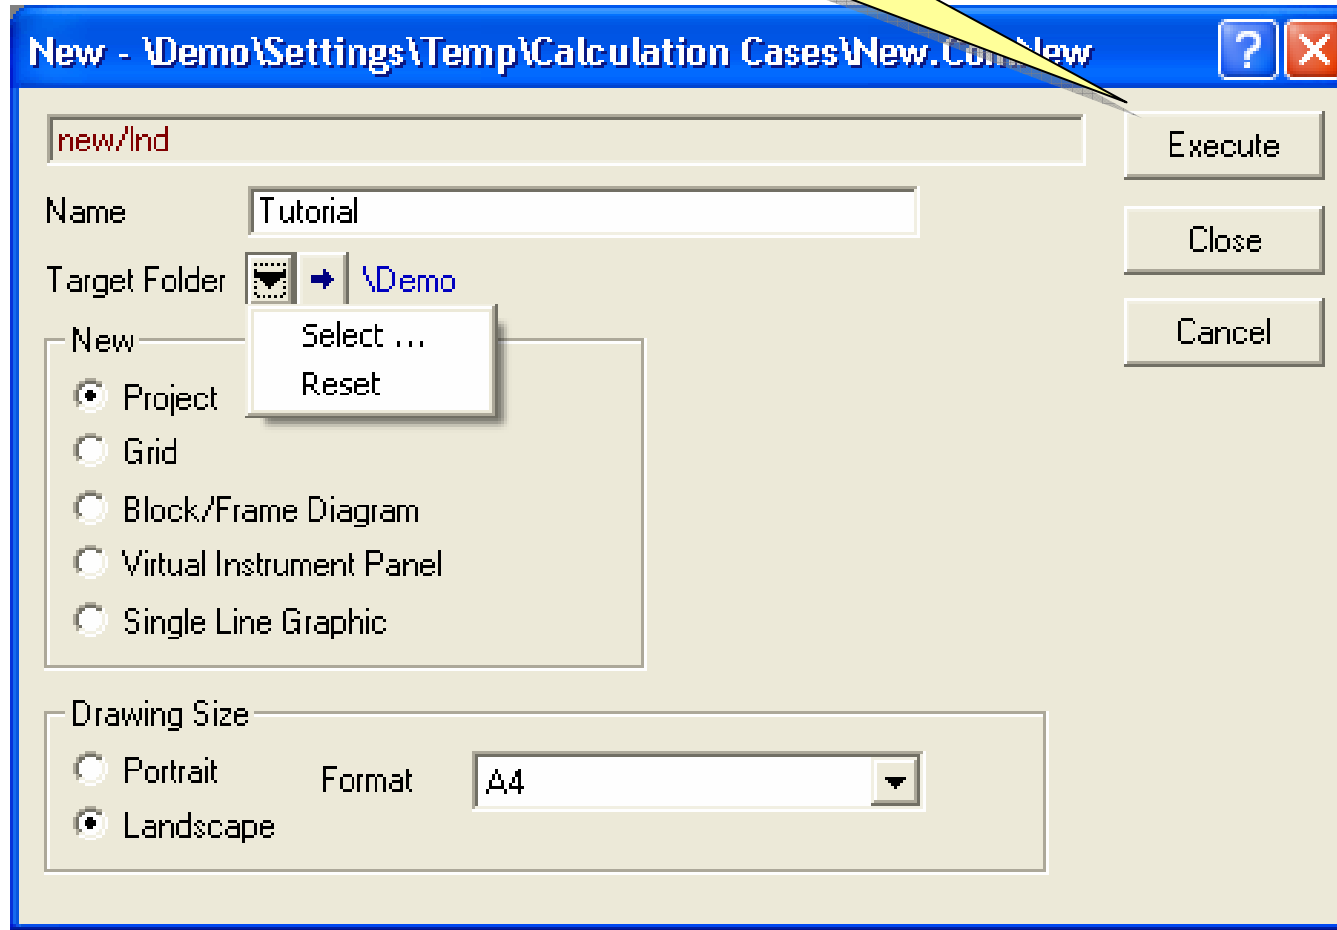 New - \Demo\Settings\Temp\Calculation Cases\New.Com\New
new/lnd
Execute
Name
Tutorial
Close
Target Folder
\Demo
Select ...
Reset
Cancel
New
Project
Grid
Block/Frame Diagram
Virtual Instrument Panel
Single Line Graphic
Drawing Size
Portrait
Format
A4
Landscape